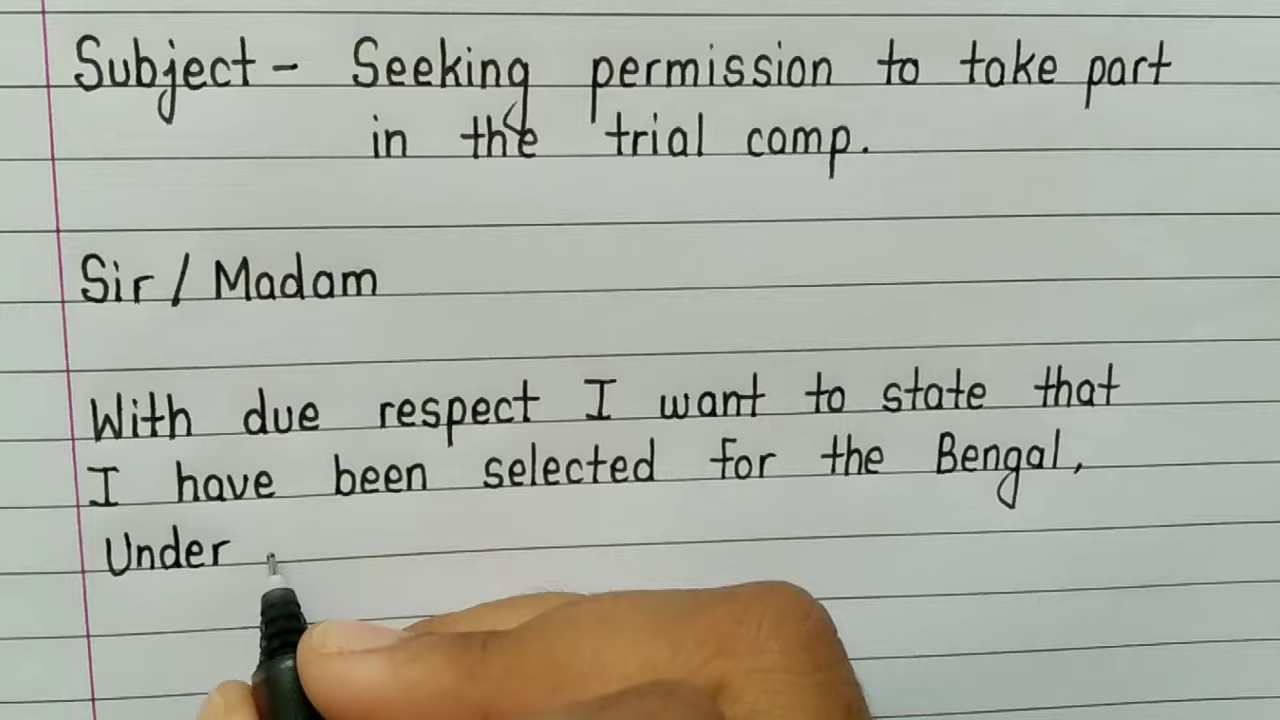 Subject - Seeking permission to take part
in the trial camp.
Sir / Madam
With due respect I want to state that
I have been selected for the Bengal,
Under